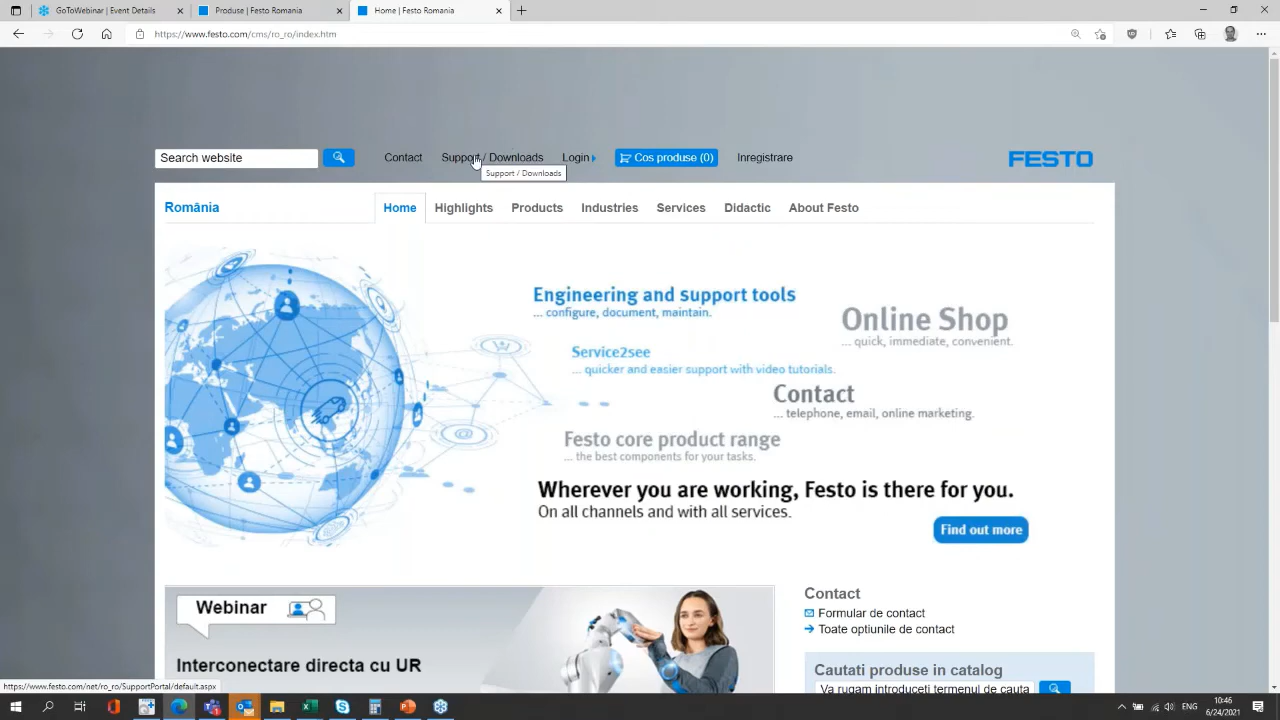 GoToWebinar | Event Details
Produse | Festo Romania
Home | Festo Romania
https://www.festo.com/cms/ro_ro/index.htm
Search website
Contact
Support / Downloads
Login
Cos produse (0)
Inregistrare
FESTO
Support / Downloads
România
Home
Highlights
Products
Industries
Services
Didactic
About Festo
Engineering and support tools
... configure, document, maintain.
Online Shop
... quick, immediate, convenient.
Service2see
... quicker and easier support with video tutorials.
Contact
... telephone, email, online marketing.
Festo core product range
... the best components for your tasks.
Wherever you are working, Festo is there for you.
On all channels and with all services.
Find out more
Webinar
Interconectare directa cu UR
Contact
Formular de contact
Toate optiunile de contact
Cautati produse in catalog
Va rugam introduceti termenul de cauta
https://www.festo.com/net/ro_ro/SupportPortal/default.aspx
ENG
10:46
6/24/2021